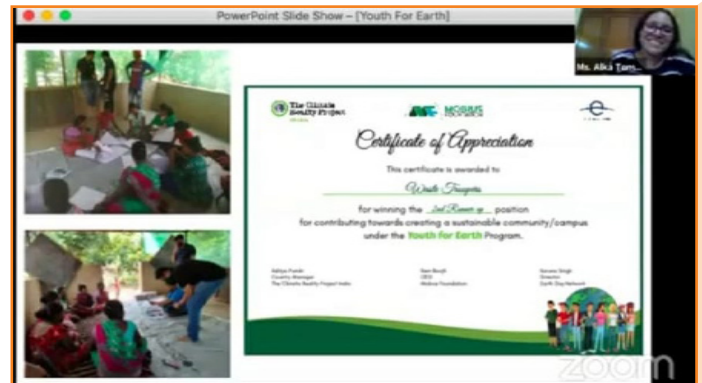 PowerPoint Slide Show – [Youth For Earth]
Ms. Alka Tom...
The Climate
Reality Project
MOBIUS
FOUNDATION
Certificate of Appreciation
This certificate is awarded to
Waste Troopers
for winning the 2nd Runner up position
for contributing towards creating a sustainable community/campus
under the Youth for Earth Program.
Country Manager
The Climate Reality Project India
CEO
Mobius Foundation
Director
Earth Day Network
zoom